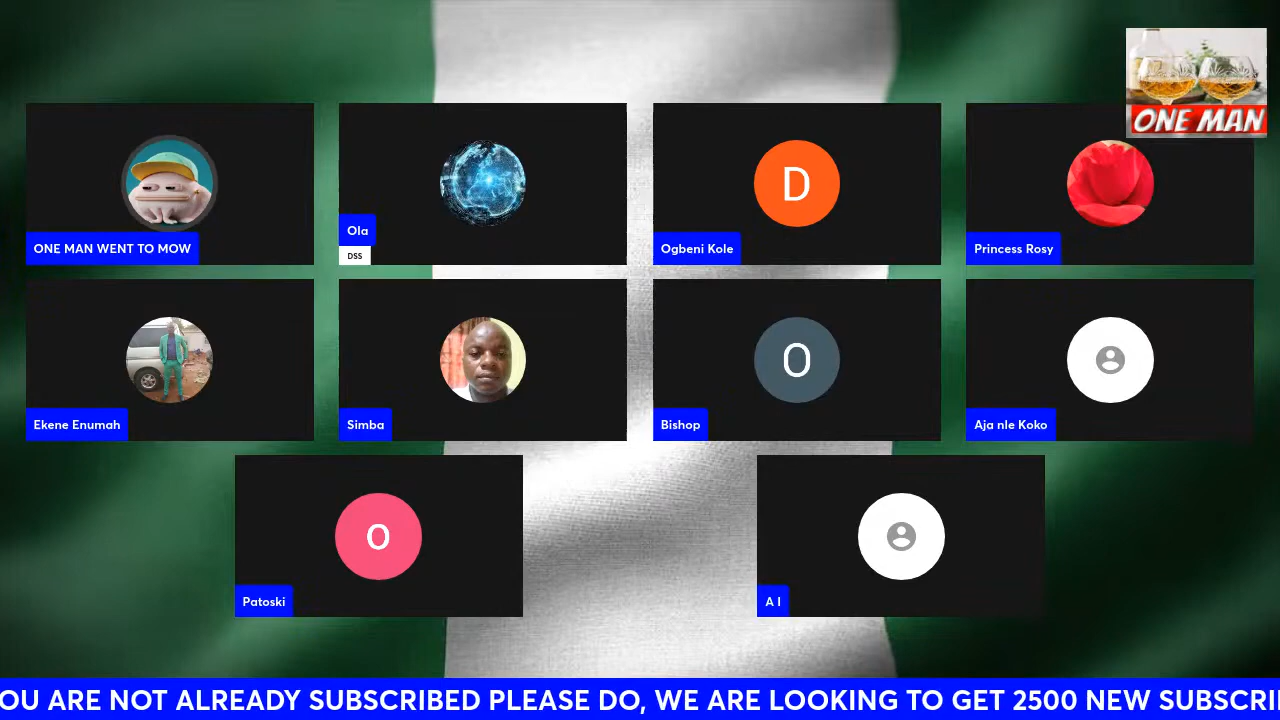 ONE MAN
ONE MAN WENT TO MOW
Ola
DSS
D
Ogbeni Kole
Princess Rosy
Ekene Enumah
Simba
O
Bishop
Aja nle Koko
O
Patoski
A I
OU ARE NOT ALREADY SUBSCRIBED PLEASE DO, WE ARE LOOKING TO GET 2500 NEW SUBSCRI